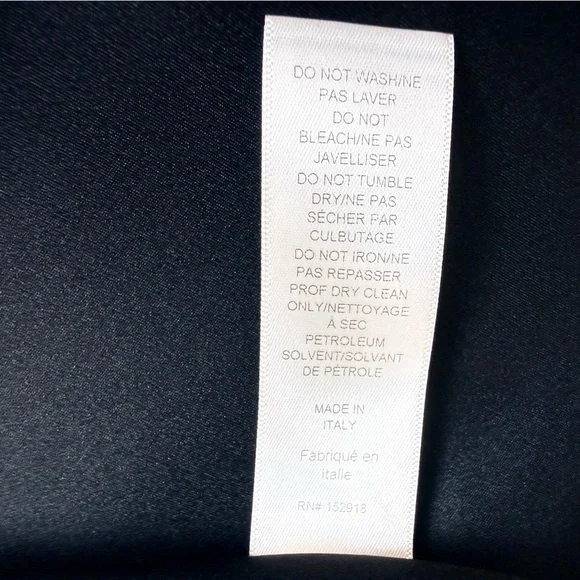 DO NOT WASH/NE
PAS LAVER
DO NOT
BLEACH/NE PAS
JAVELLISER
DO NOT TUMBLE
DRY/NE PAS
SÉCHER PAR
CULBUTAGE
DO NOT IRON/NE
PAS REPASSER
PROF DRY CLEAN
ONLY/NETTOYAGE
À SEC
PETROLEUM
SOLVENT/SOLVANT
DE PÉTROLE
MADE IN
ITALY
Fabriqué en
Italie
RN# 152918